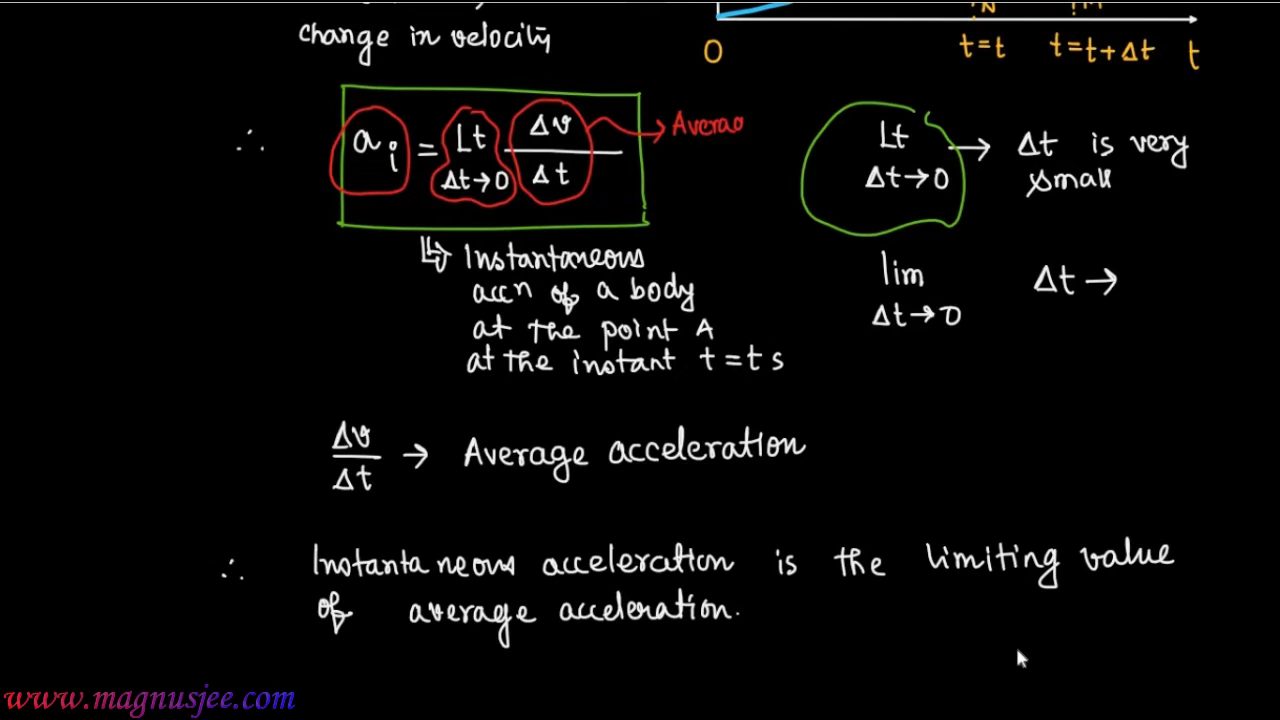 change in velocity
0 t=t t=t+Δt t
∴ aᵢ = Lt Δt→0 Δv/Δt → Averag
Lt Δt→0 → Δt is very small
↳ Instantaneous
accn of a body
at the point A
at the instant t=t s
lim Δt→0 Δt →
Δv/Δt → Average acceleration
∴ Instantaneous acceleration is the limiting value
of average acceleration.
www.magnusjee.com